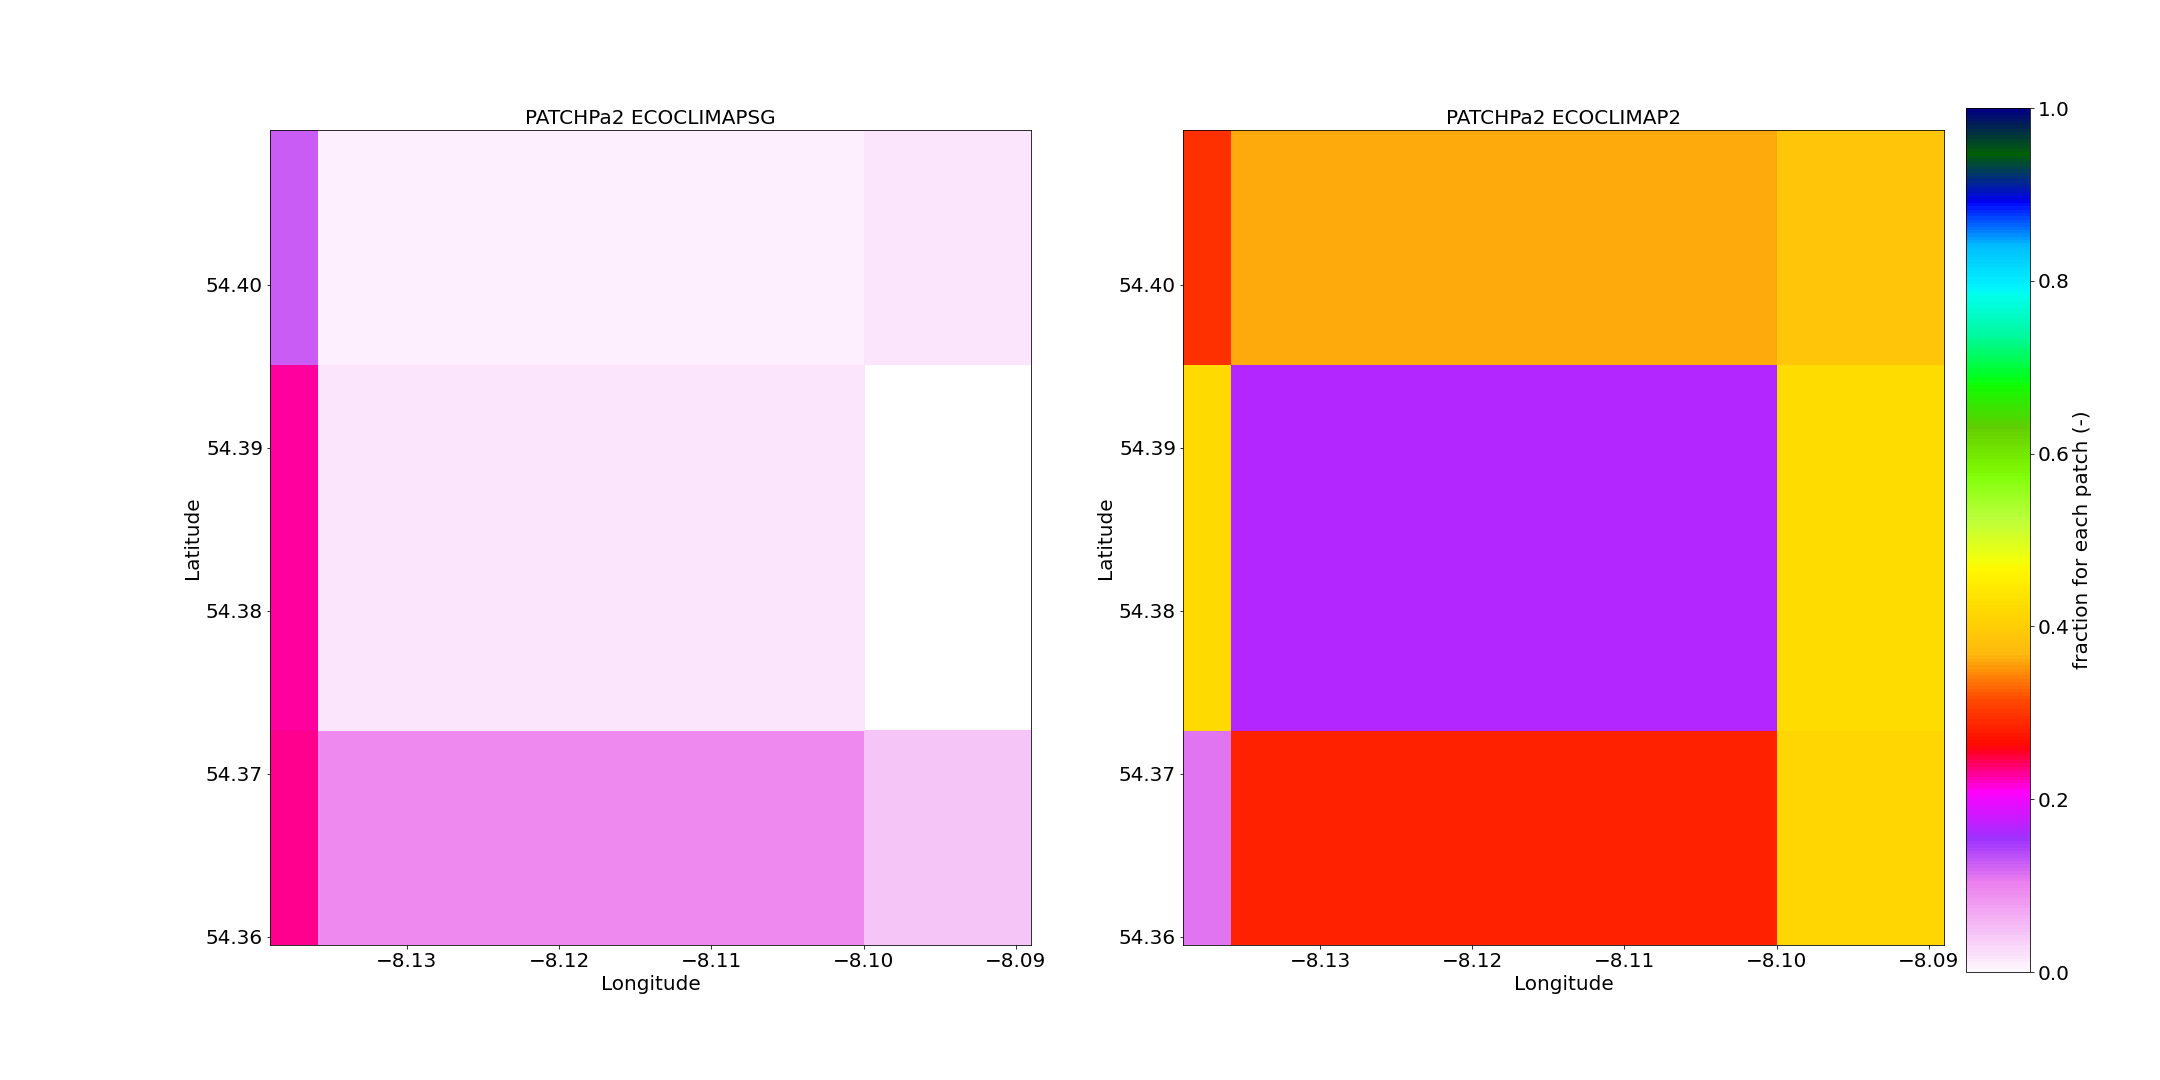 PATCHPa2 ECOCLIMAPSG
54.40
54.39
54.38
54.37
54.36
Latitude
−8.13 −8.12 −8.11 −8.10 −8.09
Longitude
PATCHPa2 ECOCLIMAP2
54.40
54.39
54.38
54.37
54.36
Latitude
−8.13 −8.12 −8.11 −8.10 −8.09
Longitude
1.0
0.8
0.6
0.4
0.2
0.0
fraction for each patch (-)